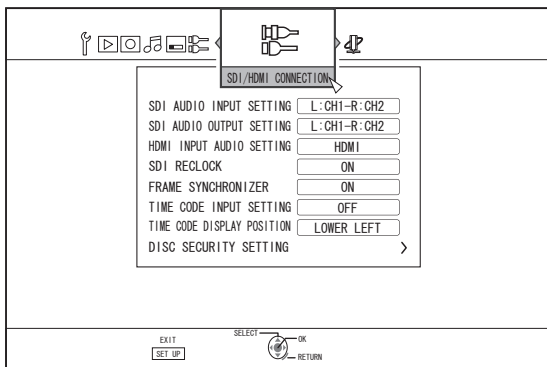 SDI/HDMI CONNECTION
SDI AUDIO INPUT SETTING L:CH1-R:CH2
SDI AUDIO OUTPUT SETTING L:CH1-R:CH2
HDMI INPUT AUDIO SETTING HDMI
SDI RECLOCK ON
FRAME SYNCHRONIZER ON
TIME CODE INPUT SETTING OFF
TIME CODE DISPLAY POSITION LOWER LEFT
DISC SECURITY SETTING
EXIT
SET UP
SELECT
OK
RETURN